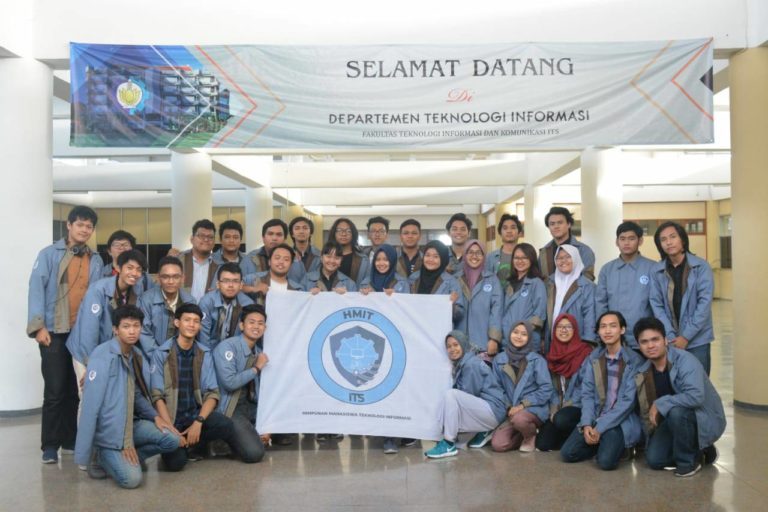 SELAMAT DATANG
Di
DEPARTEMEN TEKNOLOGI INFORMASI
FAKULTAS TEKNOLOGI INFORMASI DAN KOMUNIKASI ITS
HMIT
ITS
HIMPUNAN MAHASISWA TEKNOLOGI INFORMASI